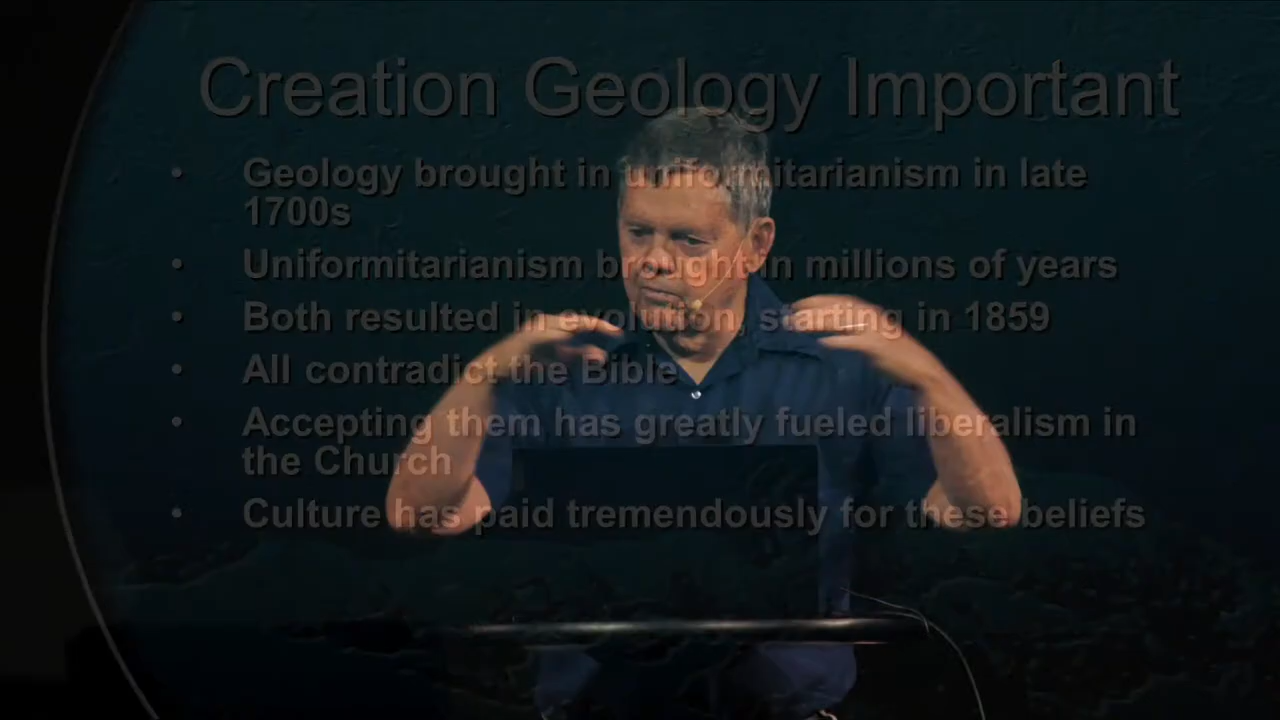 Creation Geology Important
• Geology brought in uniformitarianism in late
1700s
• Uniformitarianism brought in millions of years
• Both resulted in evolution, starting in 1859
• All contradict the Bible
• Accepting them has greatly fueled liberalism in
the Church
• Culture has paid tremendously for these beliefs